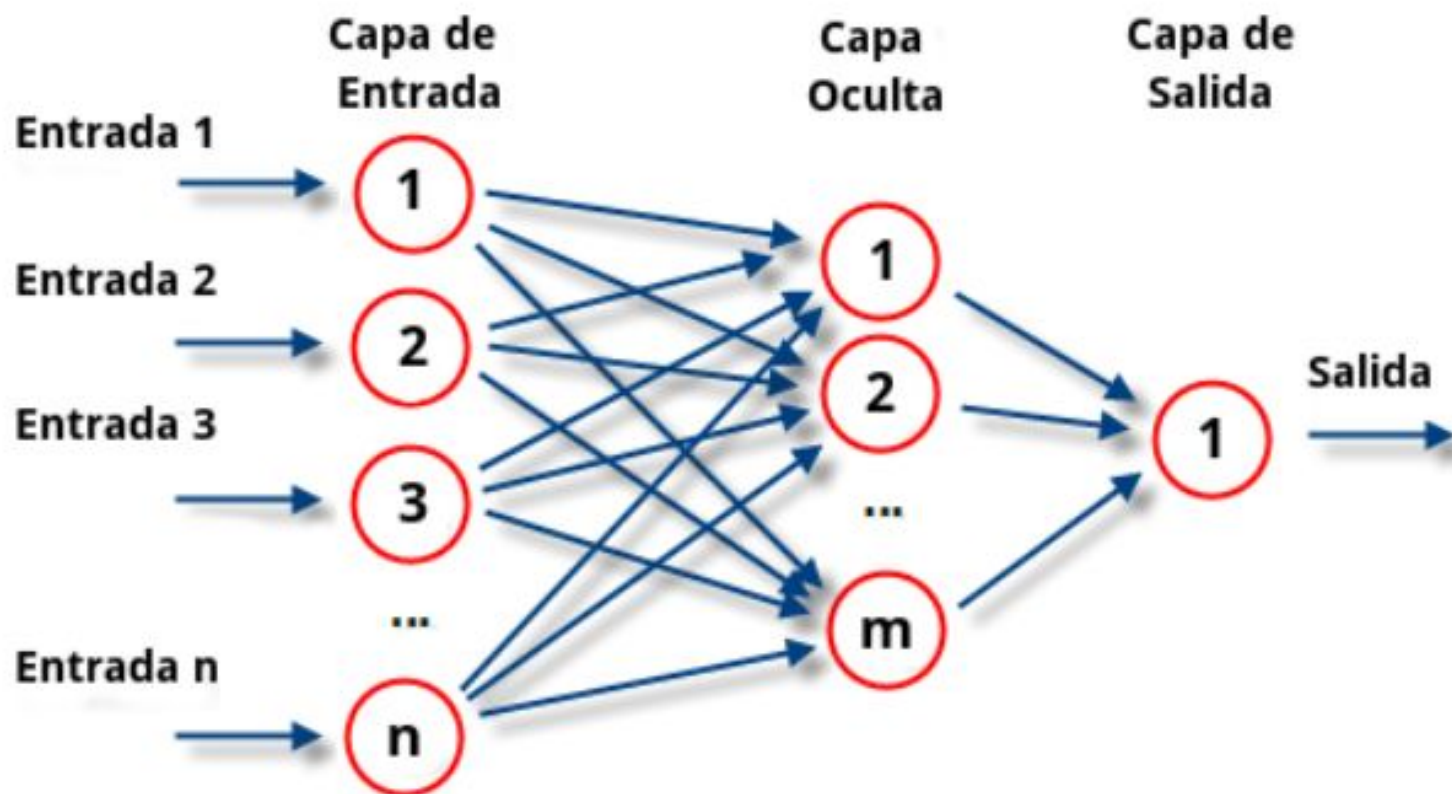 Capa de
Entrada
Capa
Oculta
Capa de
Salida
Entrada 1
1
Entrada 2
2
Entrada 3
3
...
Entrada n
n
1
2
...
m
1
Salida